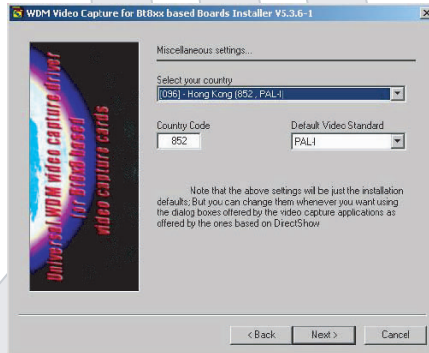 WDM Video Capture for Bt8xx based Boards Installer V5.3.6-1
Universal WDM video capture driver
for Bt8x8 based
video capture cards
Miscellaneous settings...
Select your country
[096] - Hong Kong (852 , PAL-I)
Country Code
Default Video Standard
852
PAL-I
Note that the above settings will be just the installation
defaults; But you can change them whenever you want using
the dialog boxes offered by the video capture applications as
offered by the ones based on DirectShow
< Back
Next >
Cancel